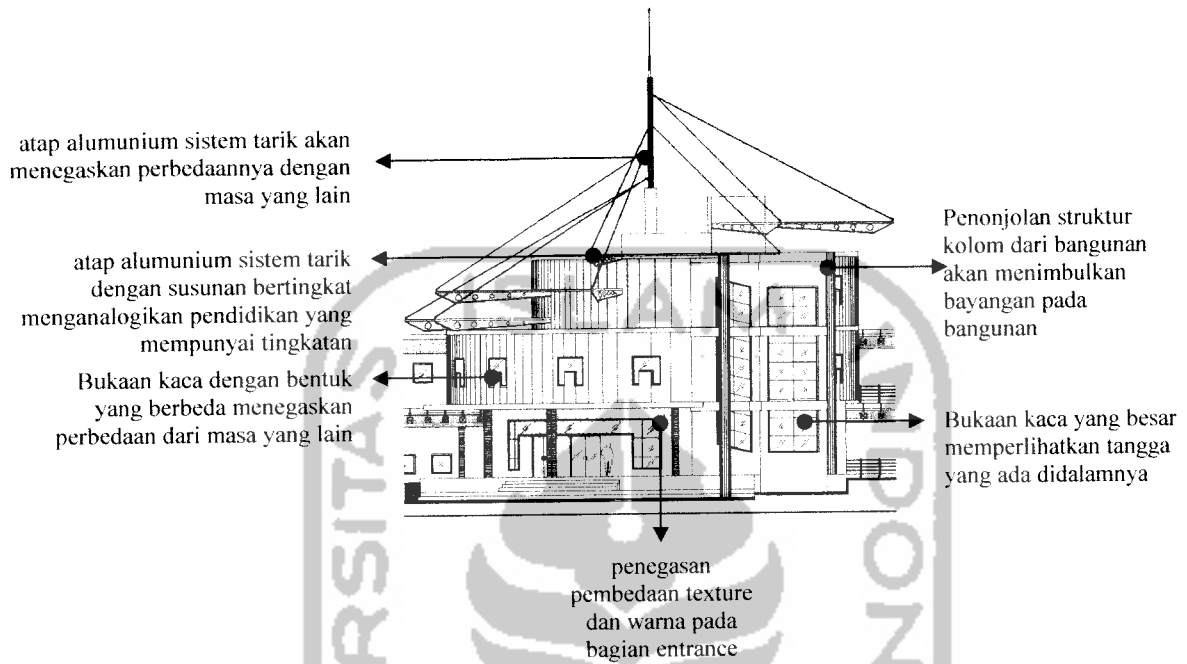 atap alumunium sistem tarik akan
menegaskan perbedaannya dengan
masa yang lain
atap alumunium sistem tarik
dengan susunan bertingkat
menganalogikan pendidikan yang
mempunyai tingkatan
Bukaan kaca dengan bentuk
yang berbeda menegaskan
perbedaan dari masa yang lain
Penonjolan struktur
kolom dari bangunan
akan menimbulkan
bayangan pada
bangunan
Bukaan kaca yang besar
memperlihatkan tangga
yang ada didalamnya
penegasan
pembedaan texture
dan warna pada
bagian entrance
ISLAM